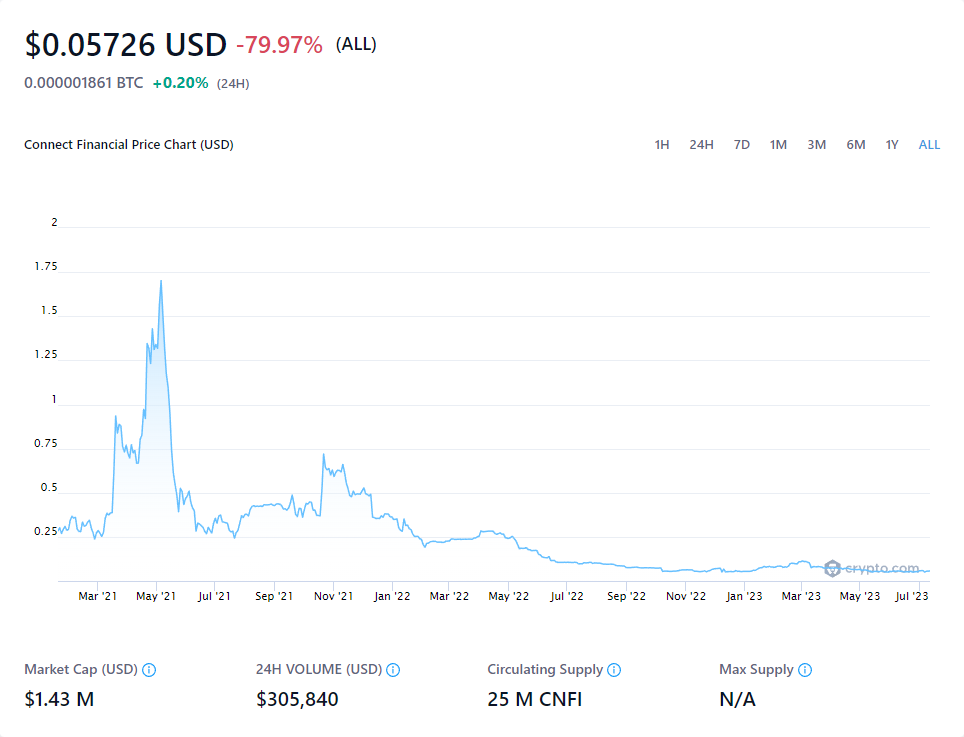 $0.05726 USD -79.97% (ALL)
0.000001861 BTC +0.20% (24H)
Connect Financial Price Chart (USD) 1H 24H 7D 1M 3M 6M 1Y ALL
2
1.75
1.5
1.25
1
0.75
0.5
0.25
crypto.com
Mar '21 May '21 Jul '21 Sep '21 Nov '21 Jan '22 Mar '22 May '22 Jul '22 Sep '22 Nov '22 Jan '23 Mar '23 May '23 Jul '23
Market Cap (USD) 24H VOLUME (USD) Circulating Supply Max Supply
$1.43 M $305,840 25 M CNFI N/A